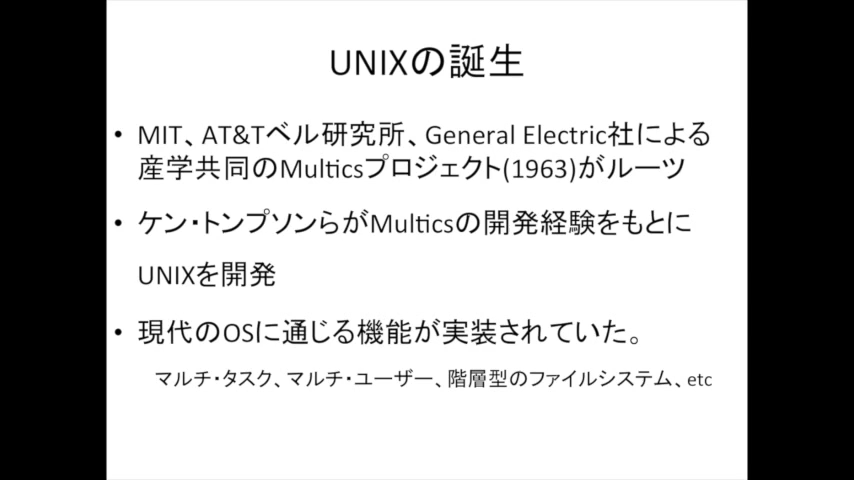 UNIXの誕生
• MIT、AT&Tベル研究所、General Electric社による
産学共同のMulticsプロジェクト(1963)がルーツ
• ケン・トンプソンらがMulticsの開発経験をもとに
UNIXを開発
• 現代のOSに通じる機能が実装されていた。
マルチ・タスク、マルチ・ユーザー、階層型のファイルシステム、etc